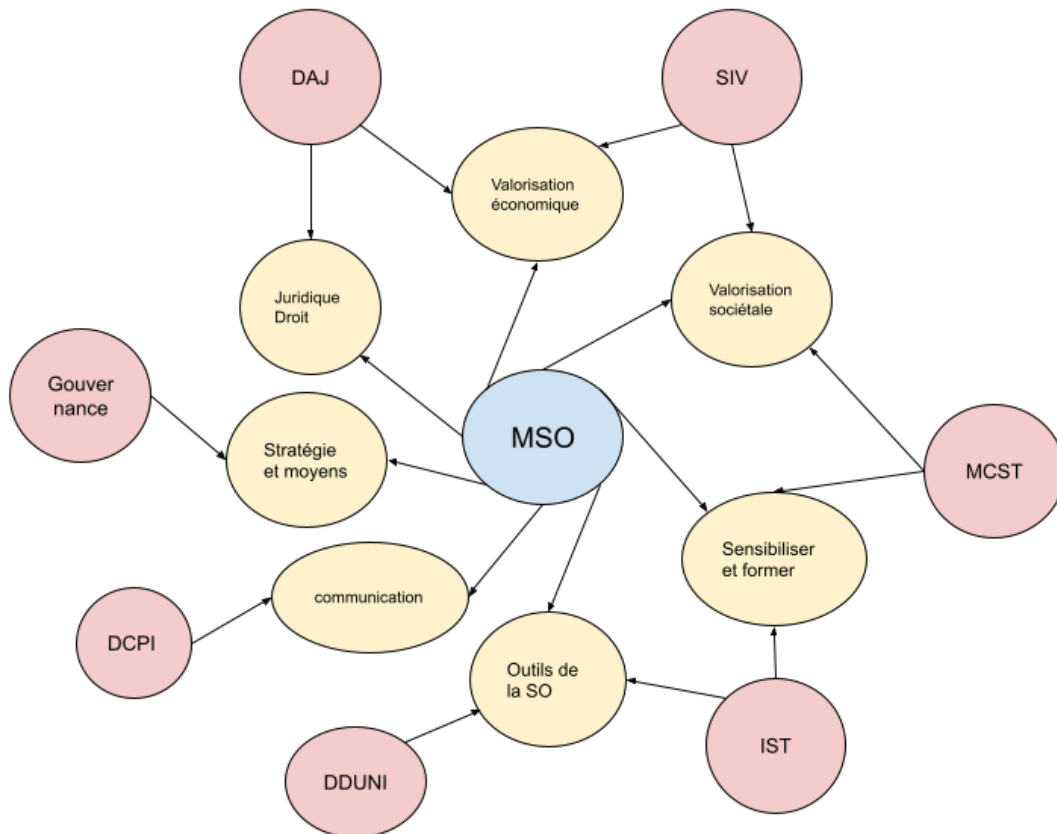 DAJ
SIV
Valorisation
économique
Juridique
Droit
Valorisation
sociétale
Gouver
nance
Stratégie
et moyens
MSO
MCST
Sensibiliser
et former
communication
DCPI
Outils de
la SO
IST
DDUNI